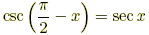 csc(π/2 − x) = sec x